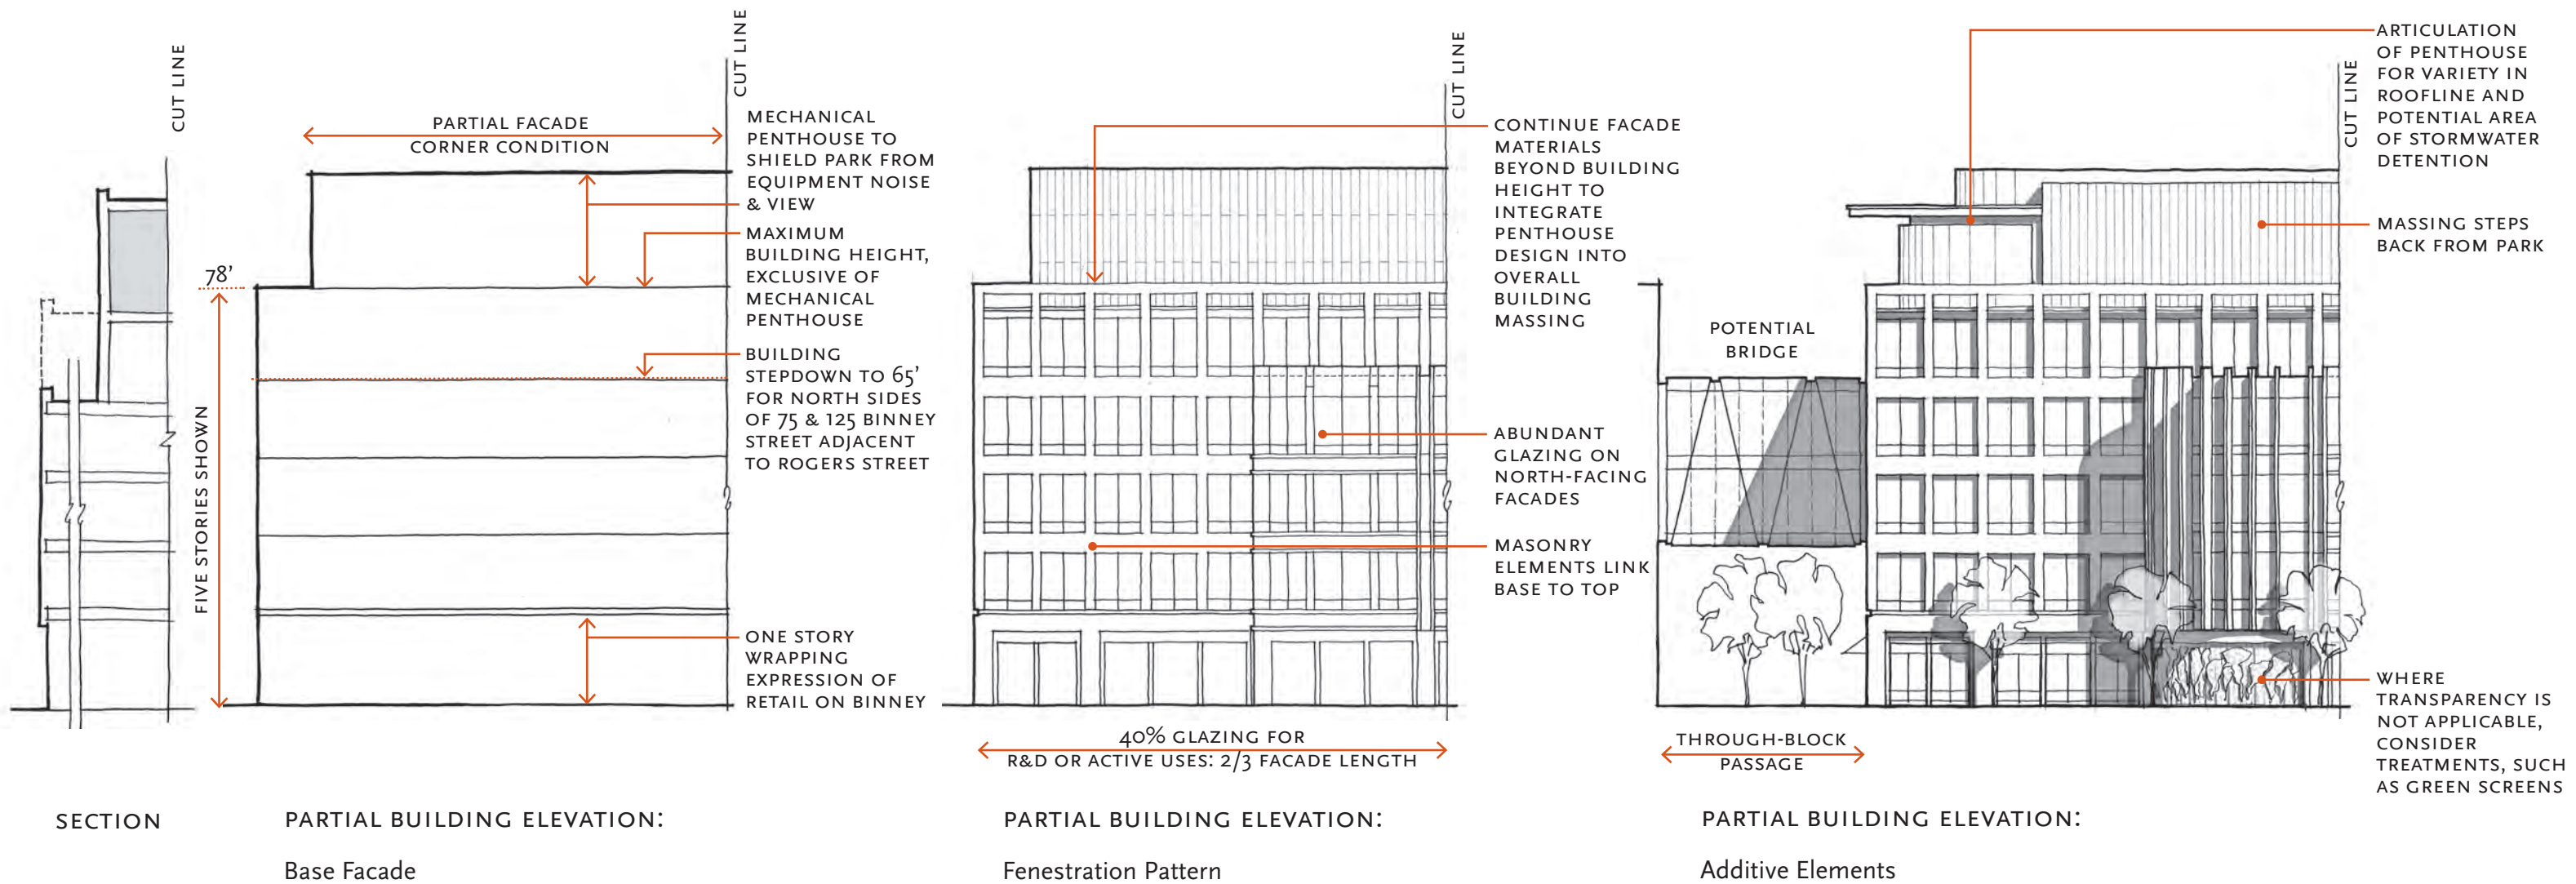 CUT LINE
78'
FIVE STORIES SHOWN
SECTION
PARTIAL FACADE
CORNER CONDITION
CUT LINE
MECHANICAL
PENTHOUSE TO
SHIELD PARK FROM
EQUIPMENT NOISE
& VIEW
MAXIMUM
BUILDING HEIGHT,
EXCLUSIVE OF
MECHANICAL
PENTHOUSE
BUILDING
STEPDOWN TO 65'
FOR NORTH SIDES
OF 75 & 125 BINNEY
STREET ADJACENT
TO ROGERS STREET
ONE STORY
WRAPPING
EXPRESSION OF
RETAIL ON BINNEY
PARTIAL BUILDING ELEVATION:
Base Facade
CUT LINE
CONTINUE FACADE
MATERIALS
BEYOND BUILDING
HEIGHT TO
INTEGRATE
PENTHOUSE
DESIGN INTO
OVERALL
BUILDING
MASSING
ABUNDANT
GLAZING ON
NORTH-FACING
FACADES
MASONRY
ELEMENTS LINK
BASE TO TOP
40% GLAZING FOR
R&D OR ACTIVE USES: 2/3 FACADE LENGTH
PARTIAL BUILDING ELEVATION:
Fenestration Pattern
CUT LINE
ARTICULATION
OF PENTHOUSE
FOR VARIETY IN
ROOFLINE AND
POTENTIAL AREA
OF STORMWATER
DETENTION
MASSING STEPS
BACK FROM PARK
POTENTIAL
BRIDGE
WHERE
TRANSPARENCY IS
NOT APPLICABLE,
CONSIDER
TREATMENTS, SUCH
AS GREEN SCREENS
THROUGH-BLOCK
PASSAGE
PARTIAL BUILDING ELEVATION:
Additive Elements